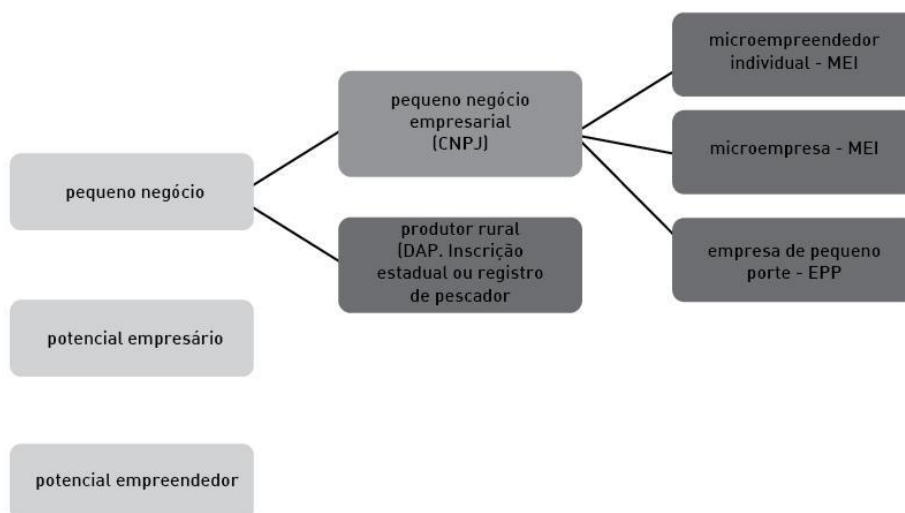 microempreendedor
individual - MEI
pequeno negócio
empresarial
(CNPJ)
microempresa - MEI
pequeno negócio
produtor rural
(DAP. Inscrição
estadual ou registro
de pescador
empresa de pequeno
porte - EPP
potencial empresário
potencial empreendedor